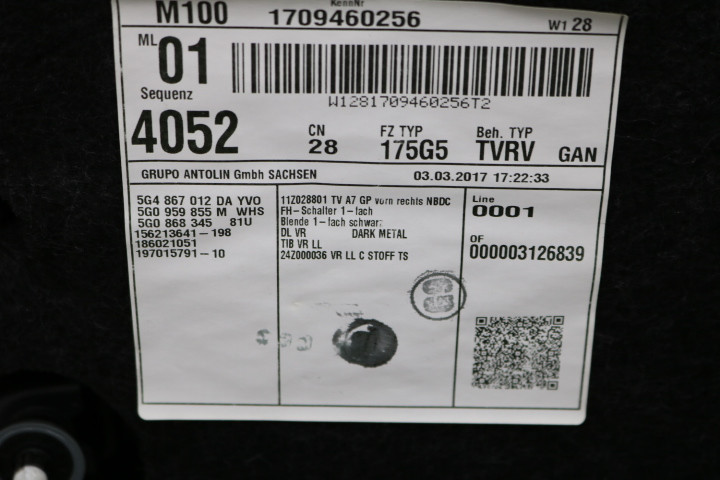 M100 KennNr 1709460256 W1 28
ML 01
W1281709460256T2
Sequenz
4052 CN 28 FZ TYP 175G5 Beh. TYP TVRV GAN
GRUPO ANTOLIN Gmbh SACHSEN 03.03.2017 17:22:33
5G4 867 012 DA YVO
5G0 959 855 M WHS
5G0 868 345 81U
156213641-198
186021051
197015791-10
11Z028801 TV A7 GP vorn rechts NBDC
FH-Schalter 1-fach
Blende 1-fach schwarz
DL VR DARK METAL
TIB VR LL
24Z000036 VR LL C STOFF TS
Line
0001
OF
000003126839